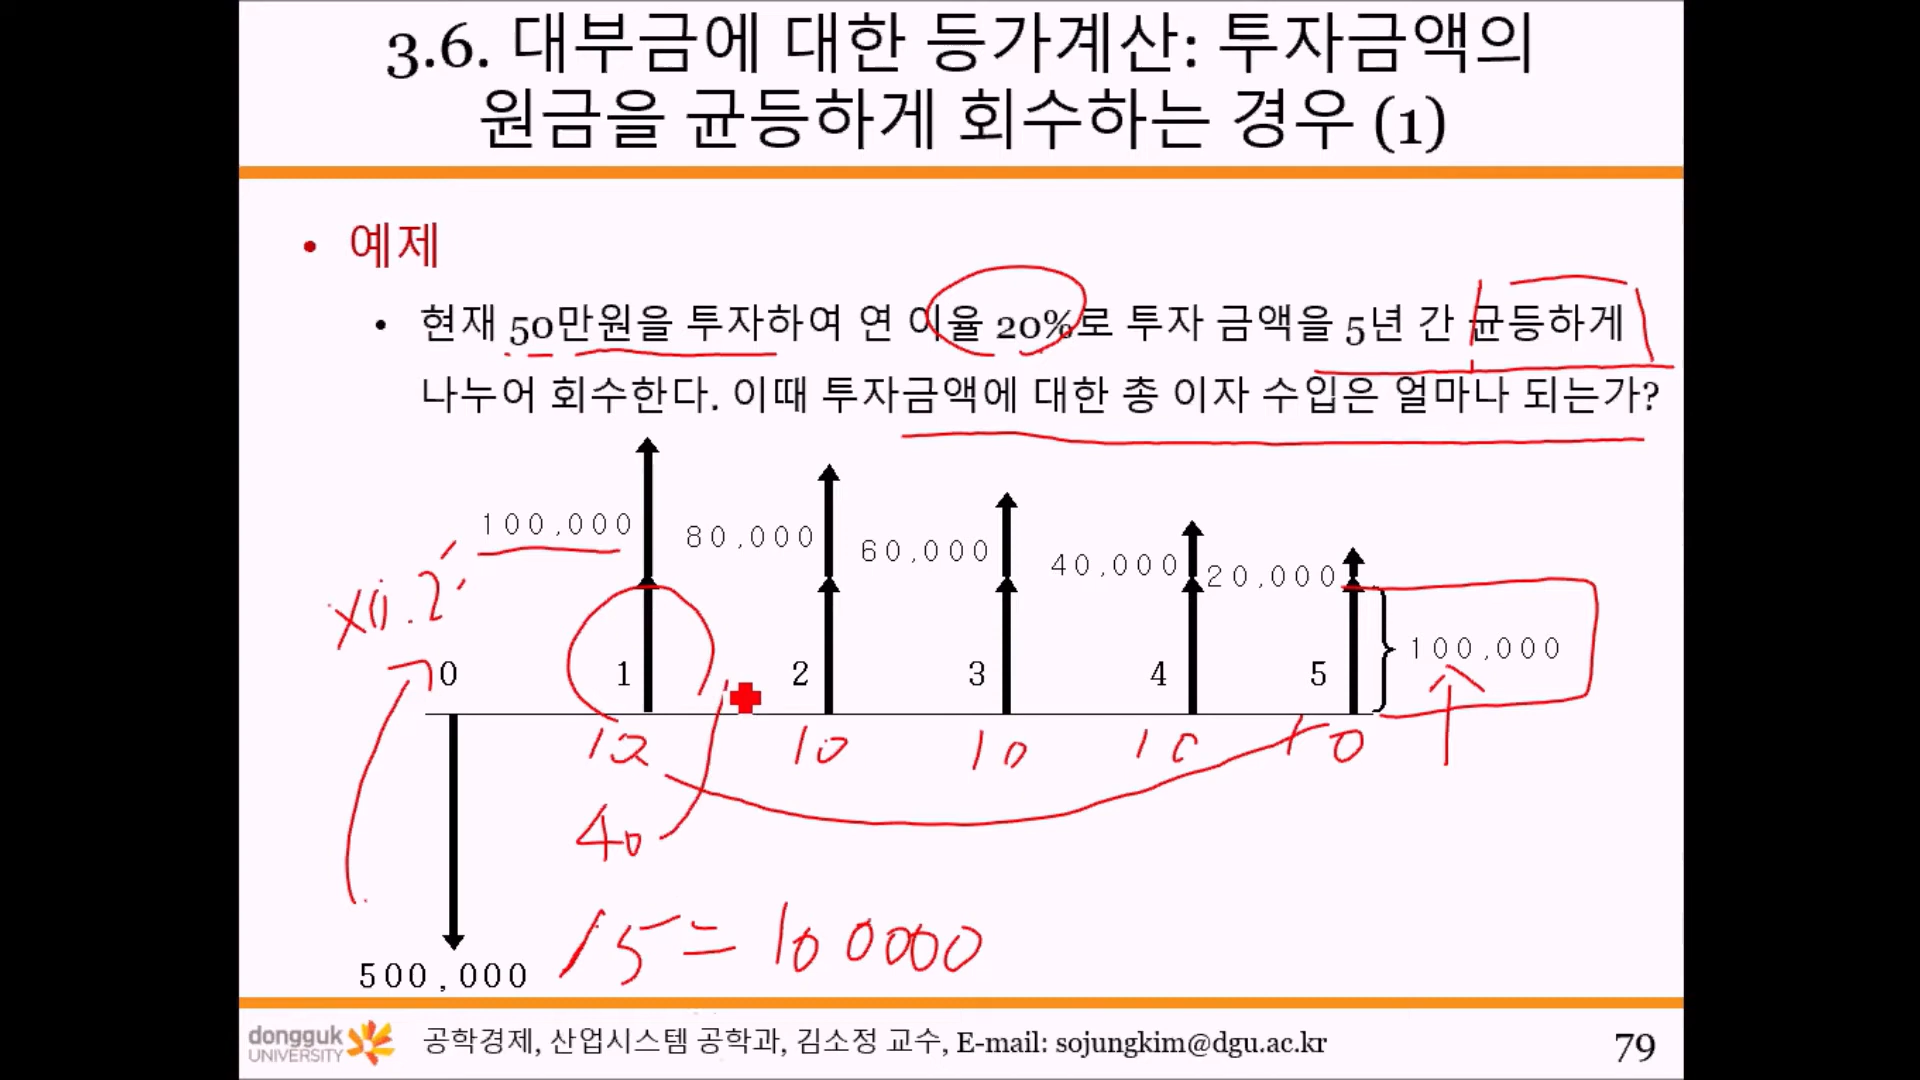 3.6. 대부금에 대한 등가계산: 투자금액의
원금을 균등하게 회수하는 경우 (1)
• 예제
• 현재 50만원을 투자하여 연 이율 20%로 투자 금액을 5년 간 균등하게
나누어 회수한다. 이때 투자금액에 대한 총 이자 수입은 얼마나 되는가?
100,000
80,000
60,000
40,000
20,000
X0.2
100,000
0
1
2
3
4
5
10
10
10
10
10
40
/5=100000
500,000
dongguk
UNIVERSITY
공학경제, 산업시스템 공학과, 김소정 교수, E-mail: sojungkim@dgu.ac.kr
79